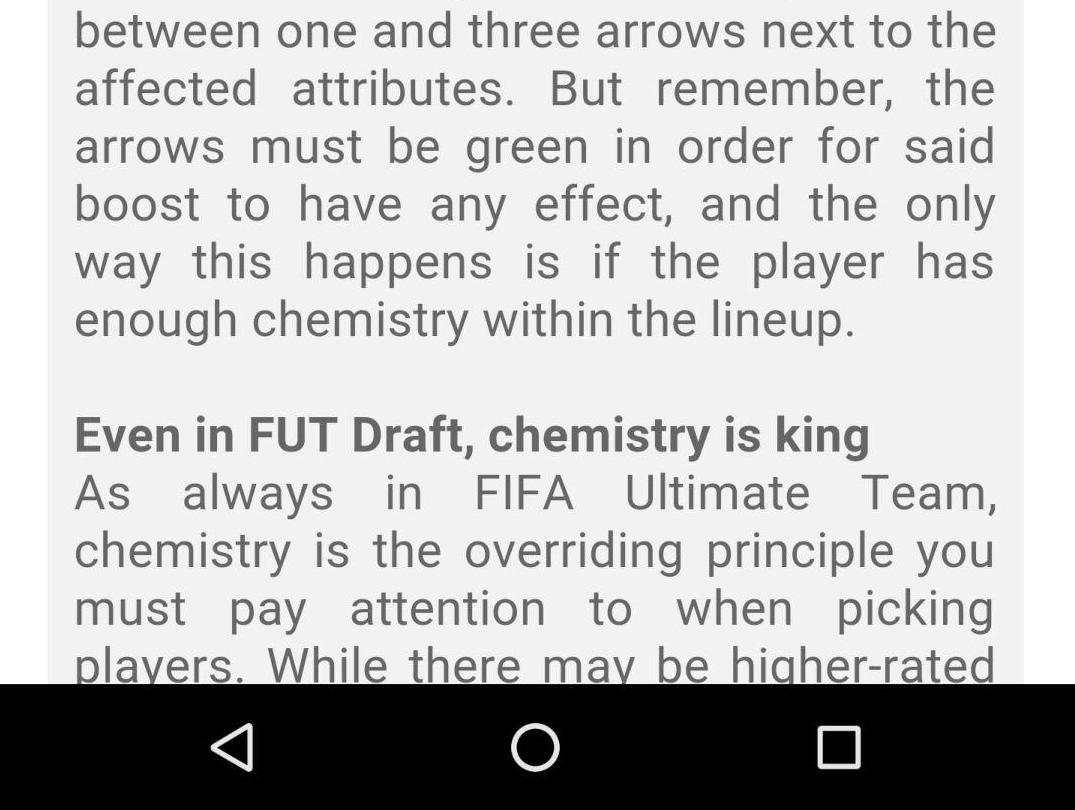 between one and three arrows next to the
affected attributes. But remember, the
arrows must be green in order for said
boost to have any effect, and the only
way this happens is if the player has
enough chemistry within the lineup.
Even in FUT Draft, chemistry is king
As always in FIFA Ultimate Team,
chemistry is the overriding principle you
must pay attention to when picking
players. While there may be higher-rated